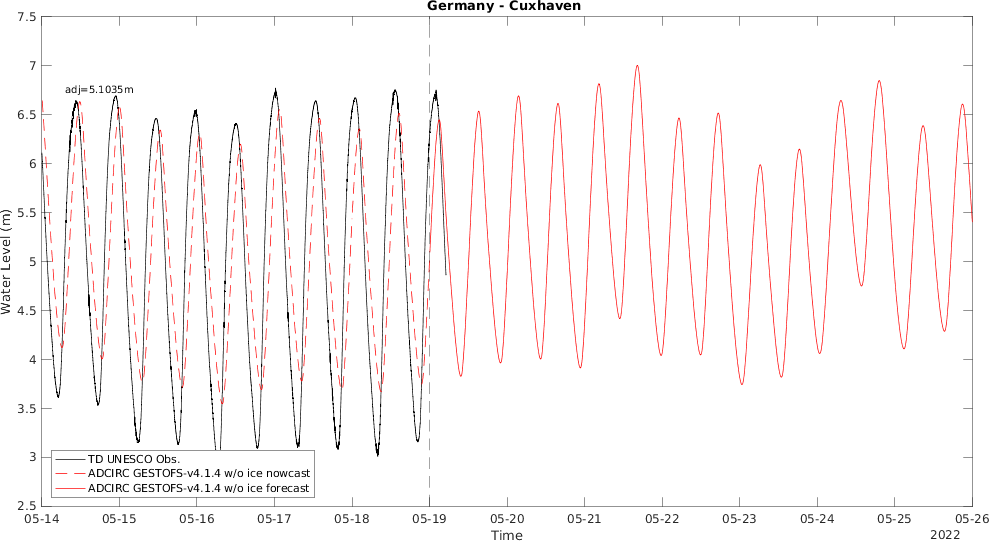 Germany - Cuxhaven
7.5
7
6.5
6
5.5
5
4.5
4
3.5
3
2.5
Water Level (m)
adj=5.1035m
TD UNESCO Obs.
ADCIRC GESTOFS-v4.1.4 w/o ice nowcast
ADCIRC GESTOFS-v4.1.4 w/o ice forecast
05-14 05-15 05-16 05-17 05-18 05-19 05-20 05-21 05-22 05-23 05-24 05-25 05-26
Time
2022